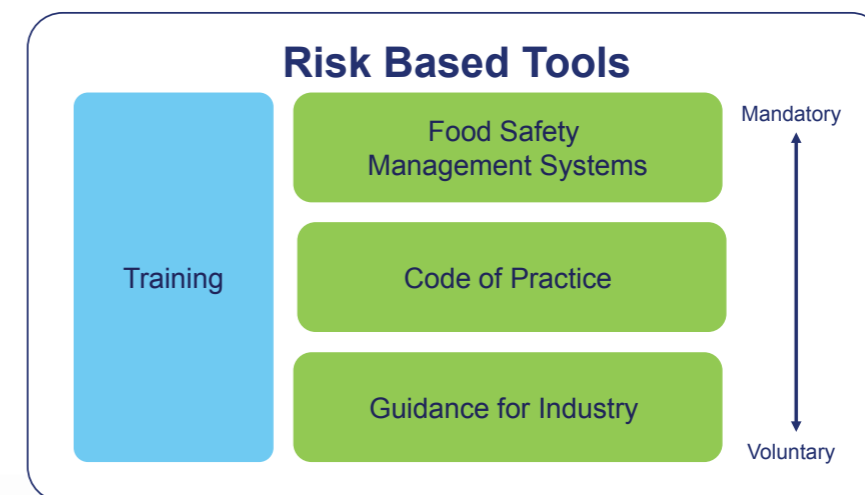 Risk Based Tools
Training
Food Safety
Management Systems
Code of Practice
Guidance for Industry
Mandatory
Voluntary